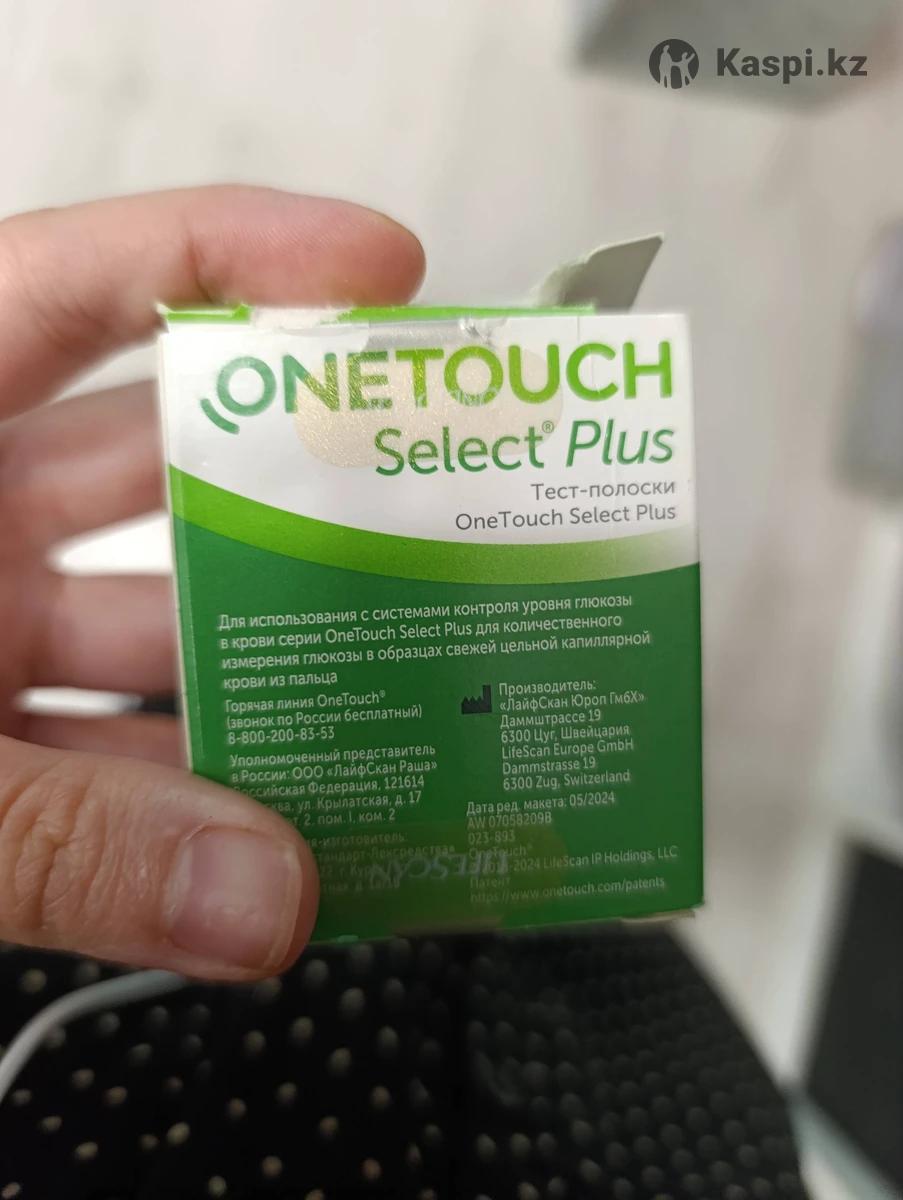 Kaspi.kz
ONETOUCH
Select® Plus
Тест-полоски
OneTouch Select Plus
Для использования с системами контроля уровня глюкозы
в крови серии OneTouch Select Plus для количественного
измерения глюкозы в образцах свежей цельной капиллярной
крови из пальца
Горячая линия OneTouch®
(звонок по России бесплатный)
8-800-200-83-53
Уполномоченный представитель
в России: ООО «ЛайфСкан Раша»
Российская Федерация, 121614
ул. Крылатская, д. 17
2, пом. I, ком. 2
Производитель:
«ЛайфСкан Юроп ГмбХ»
Даммштрассе 19
6300 Цуг, Швейцария
LifeScan Europe GmbH
Dammstrasse 19
6300 Zug, Switzerland
Дата ред. макета: 05/2024
AW 07058209B
023-893
OneTouch®
2024 LifeScan IP Holdings, LLC
Патент
https://www.onetouch.com/patents
LIFESCAN